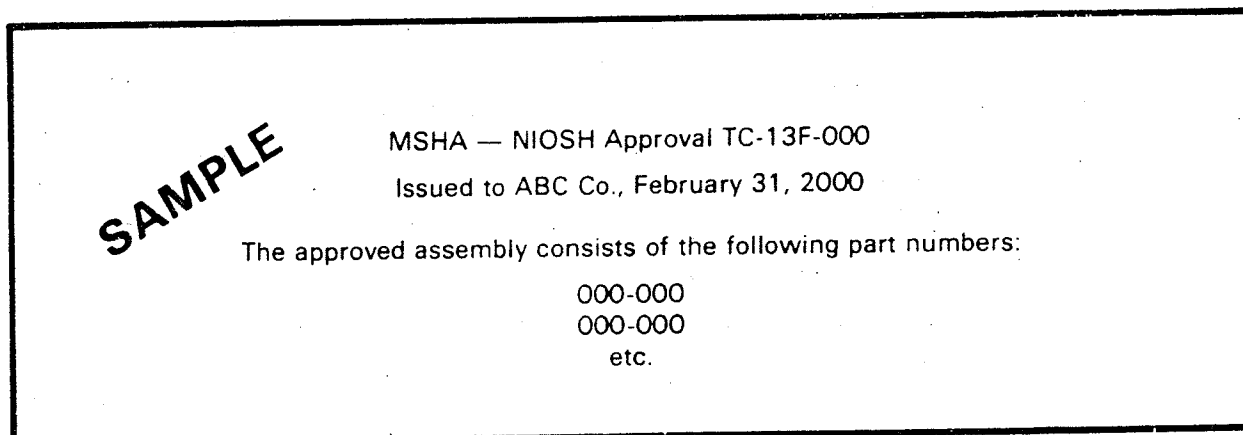 SAMPLE
MSHA — NIOSH Approval TC-13F-000
Issued to ABC Co., February 31, 2000
The approved assembly consists of the following part numbers:
000-000
000-000
etc.